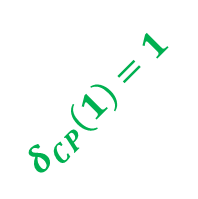 δ_CP(1) = 1